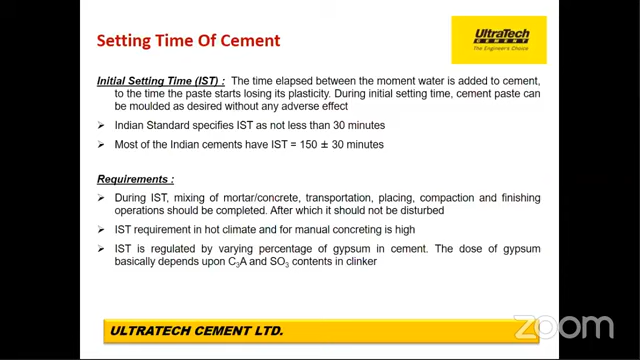 Setting Time Of Cement
UltraTech
CEMENT
The Engineer's Choice
Initial Setting Time (IST) : The time elapsed between the moment water is added to cement,
to the time the paste starts losing its plasticity. During initial setting time, cement paste can
be moulded as desired without any adverse effect
➢ Indian Standard specifies IST as not less than 30 minutes
➢ Most of the Indian cements have IST = 150 ± 30 minutes
Requirements :
➢ During IST, mixing of mortar/concrete, transportation, placing, compaction and finishing
operations should be completed. After which it should not be disturbed
➢ IST requirement in hot climate and for manual concreting is high
➢ IST is regulated by varying percentage of gypsum in cement. The dose of gypsum
basically depends upon C₃A and SO₃ contents in clinker
ULTRATECH CEMENT LTD.
zoom